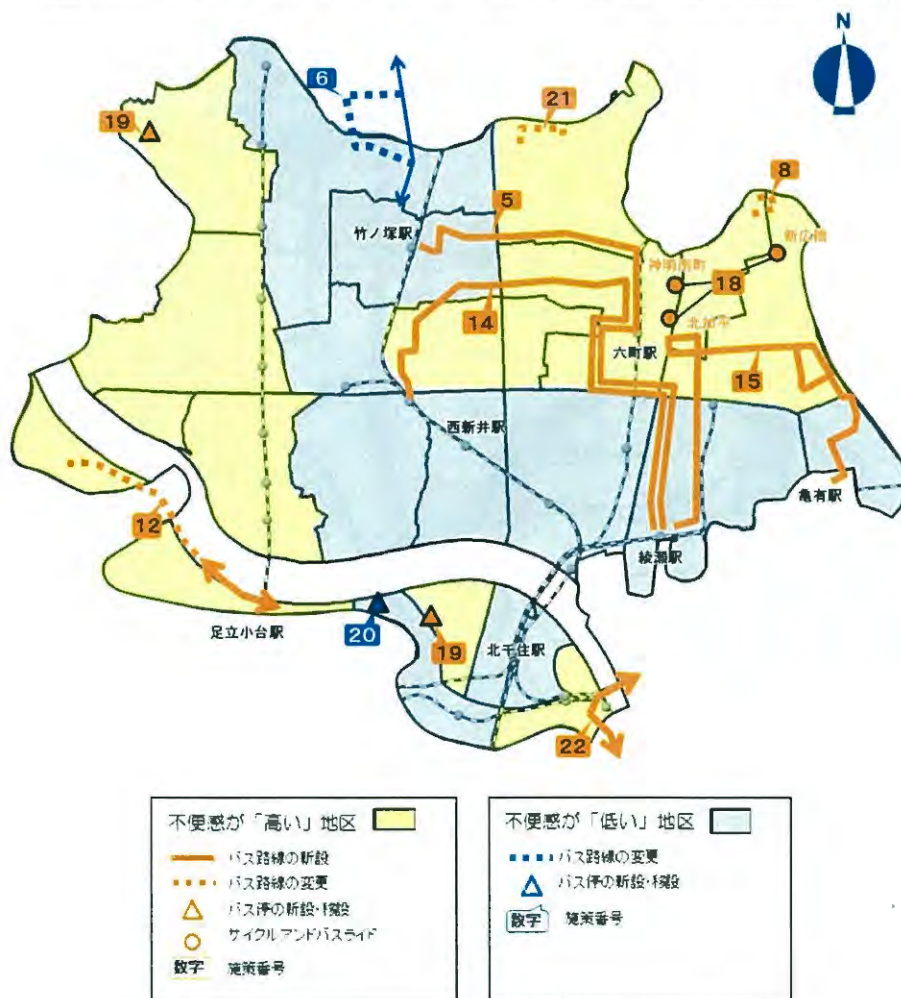 N
6
21
19
8
5
竹ノ塚駅
新広橋
神明南町
18
14
北加平
六町駅
15
西新井駅
亀有駅
12
綾瀬駅
足立小台駅
20
19
北千住駅
22
不便感が「高い」地区
バス路線の新設
バス路線の変更
バス停の新設・移設
サイクルアンドバスライド
数字 施策番号
不便感が「低い」地区
バス路線の変更
バス停の新設・移設
数字 施策番号